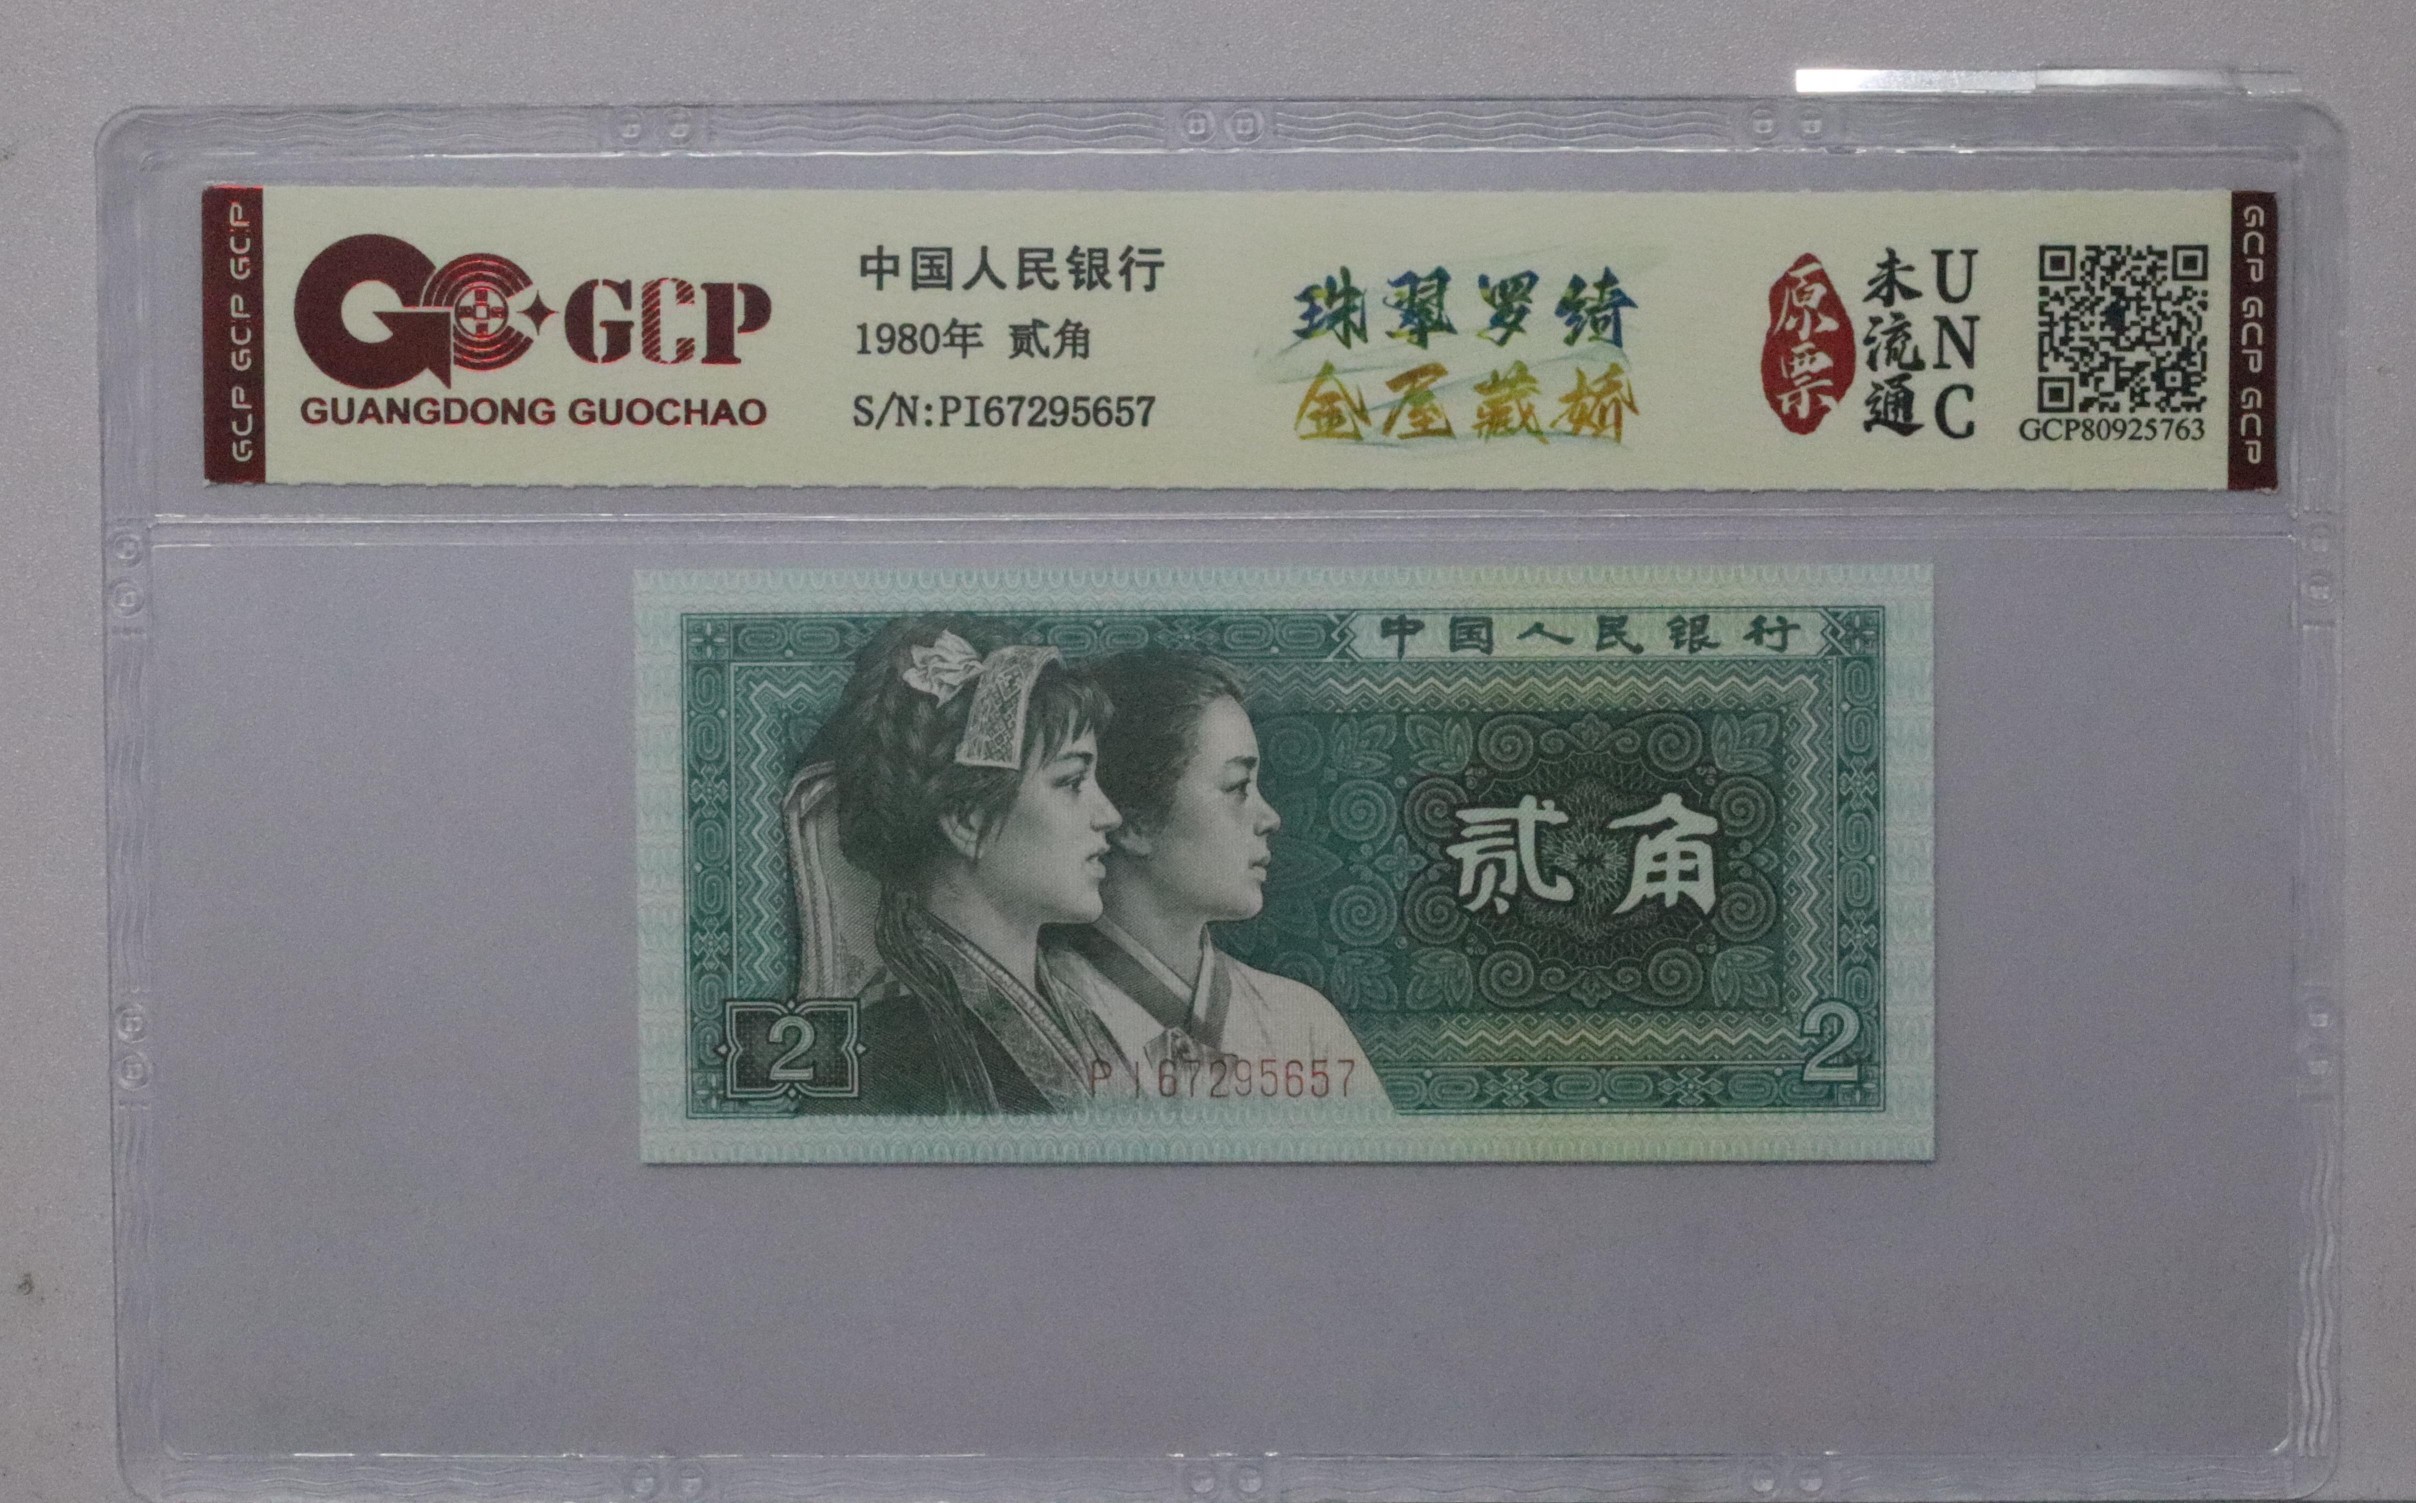 GCP GCP GCP
GCP
GUANGDONG GUOCHAO
中国人民银行
1980年 贰角
S/N:PI67295657
珠翠罗绮
金屋藏娇
原票
未流通
UNC
GCP80925763
GCP GCP GCP
中国人民银行
贰角
2
PI67295657
2